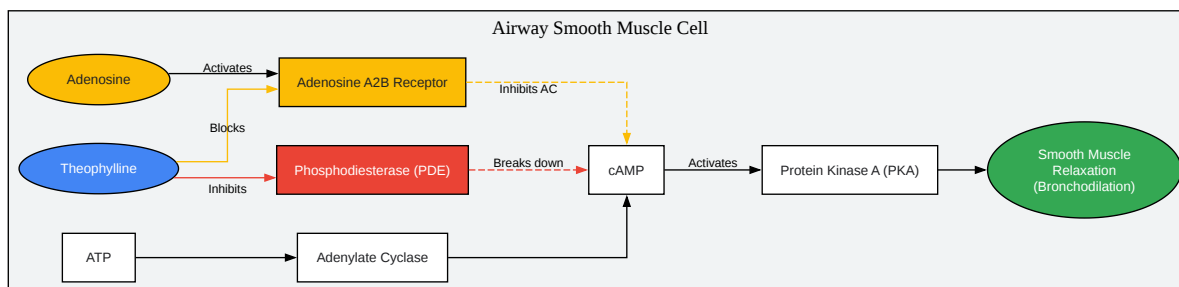 Airway Smooth Muscle Cell
Adenosine
Activates
Adenosine A2B Receptor
Inhibits AC
Blocks
Theophylline
Inhibits
Phosphodiesterase (PDE)
Breaks down
cAMP
Activates
Protein Kinase A (PKA)
Smooth Muscle
Relaxation
(Bronchodilation)
ATP
Adenylate Cyclase